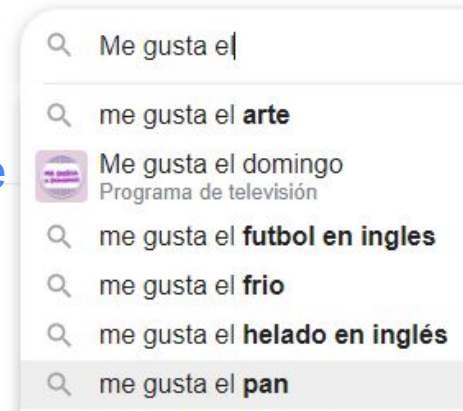 Me gusta el
me gusta el arte
Me gusta el domingo
Programa de televisión
me gusta el futbol en ingles
me gusta el frio
me gusta el helado en inglés
me gusta el pan